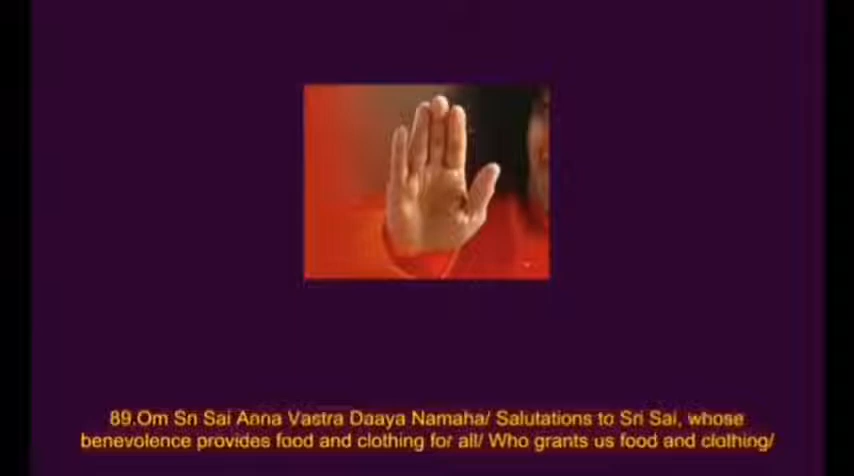 89.Om Sri Sai Aana Vastra Daaya Namaha/ Salutations to Sri Sai, whose
benevolence provides food and clothing for all/ Who grants us food and clothing/